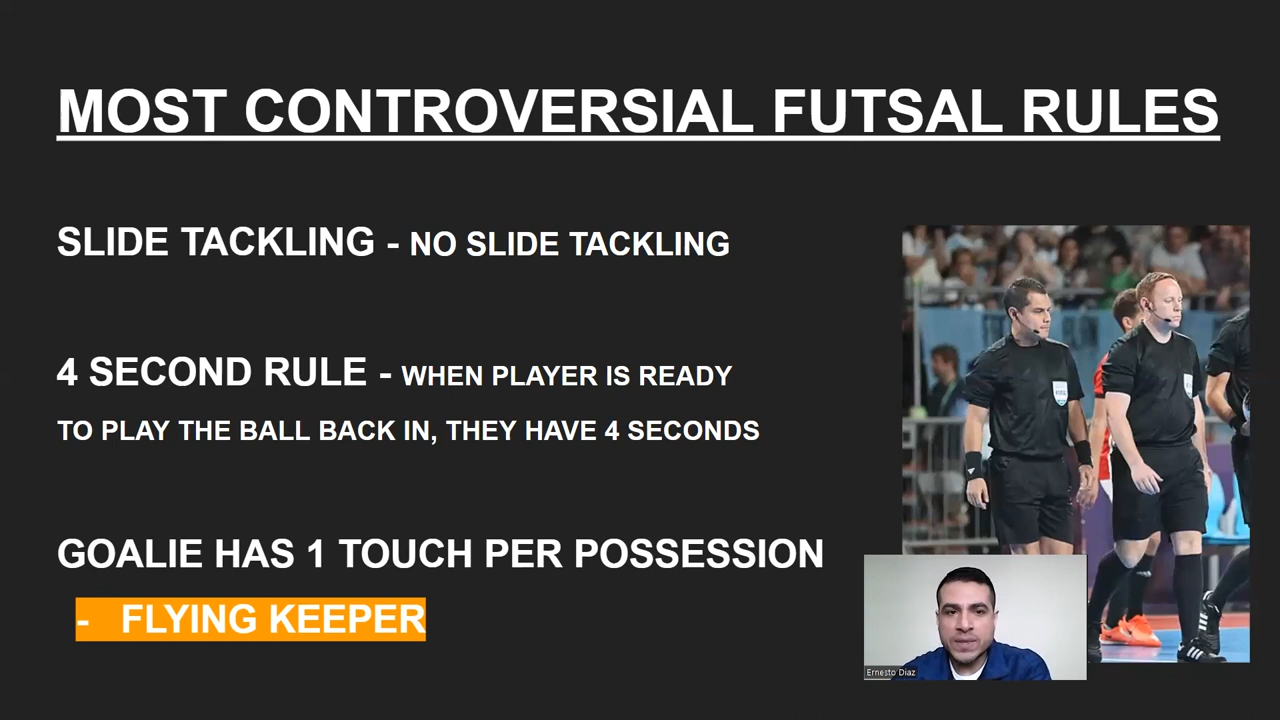 MOST CONTROVERSIAL FUTSAL RULES
SLIDE TACKLING - NO SLIDE TACKLING
4 SECOND RULE - WHEN PLAYER IS READY
TO PLAY THE BALL BACK IN, THEY HAVE 4 SECONDS
GOALIE HAS 1 TOUCH PER POSSESSION
- FLYING KEEPER
Ernesto Diaz